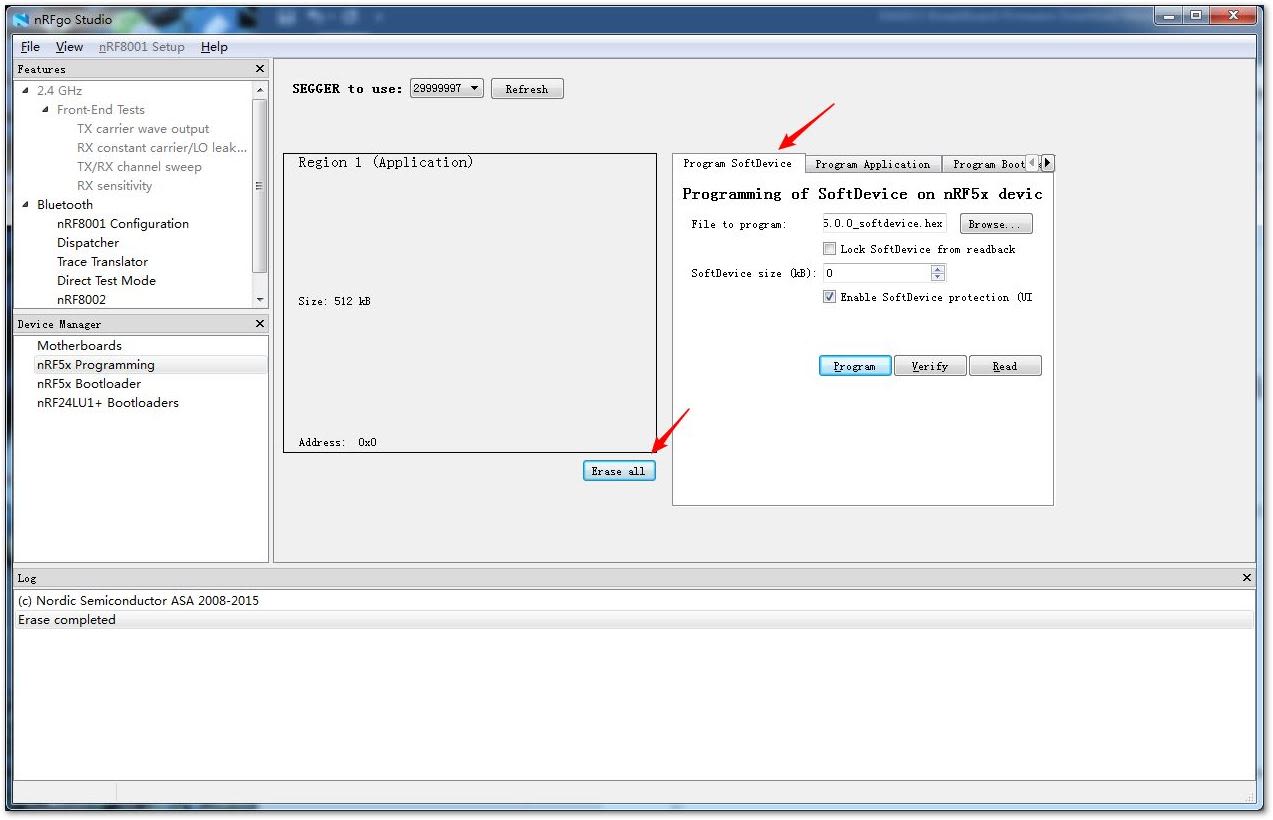 nRFgo Studio
File View nRF8001 Setup Help
Features
2.4 GHz
Front-End Tests
TX carrier wave output
RX constant carrier/LO leak...
TX/RX channel sweep
RX sensitivity
Bluetooth
nRF8001 Configuration
Dispatcher
Trace Translator
Direct Test Mode
nRF8002
Device Manager
Motherboards
nRF5x Programming
nRF5x Bootloader
nRF24LU1+ Bootloaders
SEGGER to use: 29999997 Refresh
Region 1 (Application)
Size: 512 kB
Address: 0x0
Erase all
Program SoftDevice Program Application Program Boot
Programming of SoftDevice on nRF5x devic
File to program: 5.0.0_softdevice.hex Browse...
Lock SoftDevice from readback
SoftDevice size (kB): 0
Enable SoftDevice protection (UI
Program Verify Read
Log
(c) Nordic Semiconductor ASA 2008-2015
Erase completed